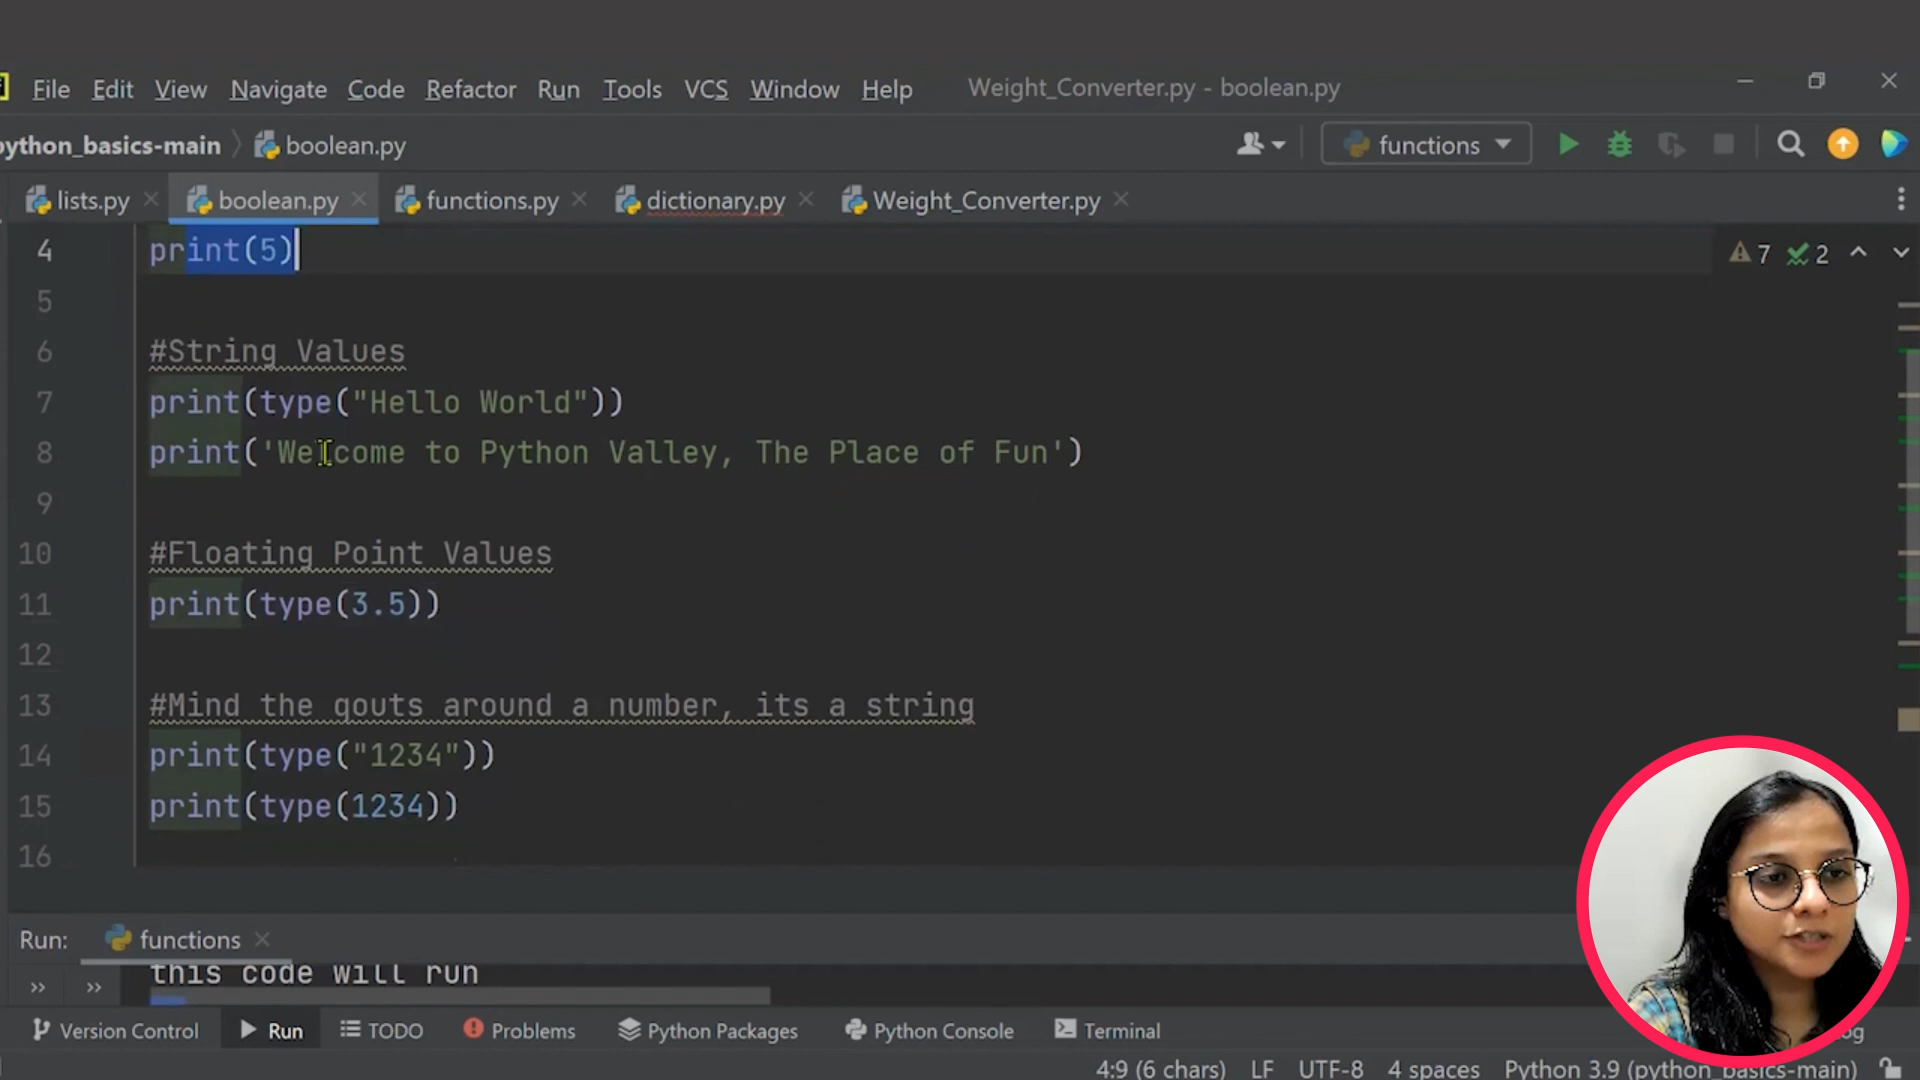 File Edit View Navigate Code Refactor Run Tools VCS Window Help Weight_Converter.py - boolean.py
ython_basics-main boolean.py functions
lists.py boolean.py functions.py dictionary.py Weight_Converter.py
4 print(5) 7 2
5
6 #String Values
7 print(type("Hello World"))
8 print('Welcome to Python Valley, The Place of Fun')
9
10 #Floating Point Values
11 print(type(3.5))
12
13 #Mind the qouts around a number, its a string
14 print(type("1234"))
15 print(type(1234))
16
Run: functions
this code will run
Version Control Run TODO Problems Python Packages Python Console Terminal og
4:9 (6 chars) LF UTF-8 4 spaces Python 3.9 (python_basics-main)